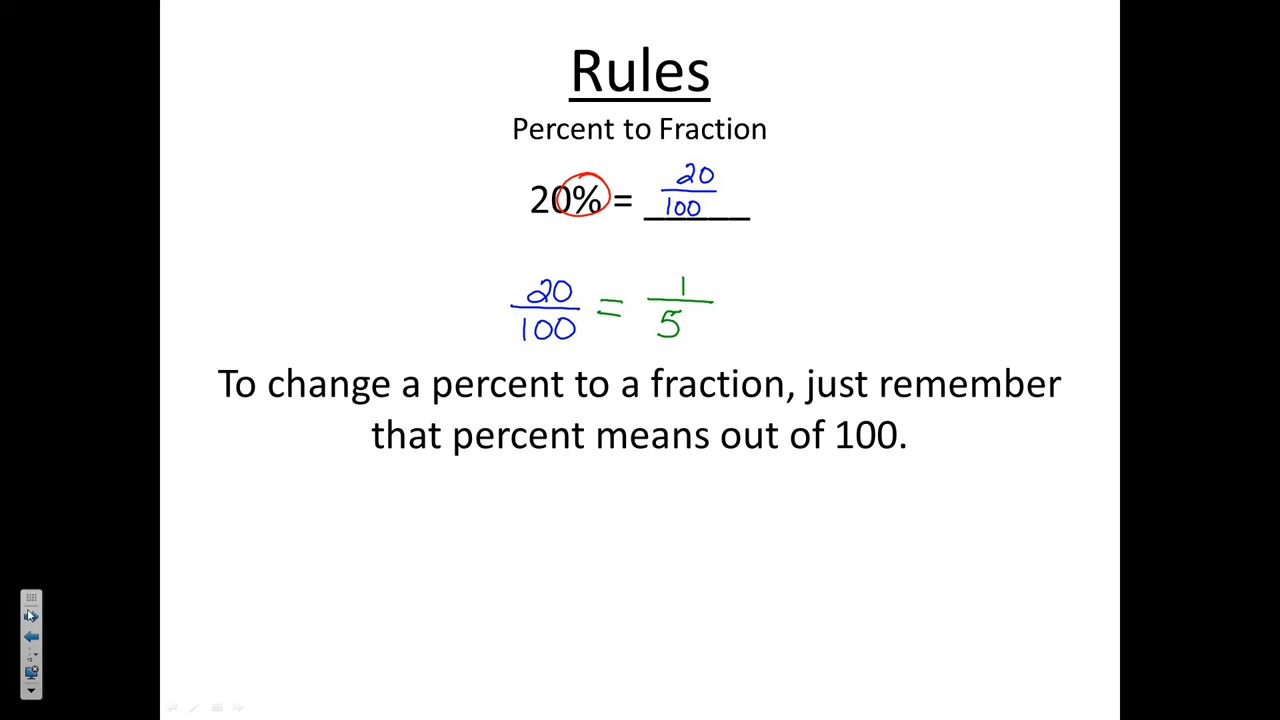 Rules
Percent to Fraction
20% = 20/100
20/100 = 1/5
To change a percent to a fraction, just remember
that percent means out of 100.